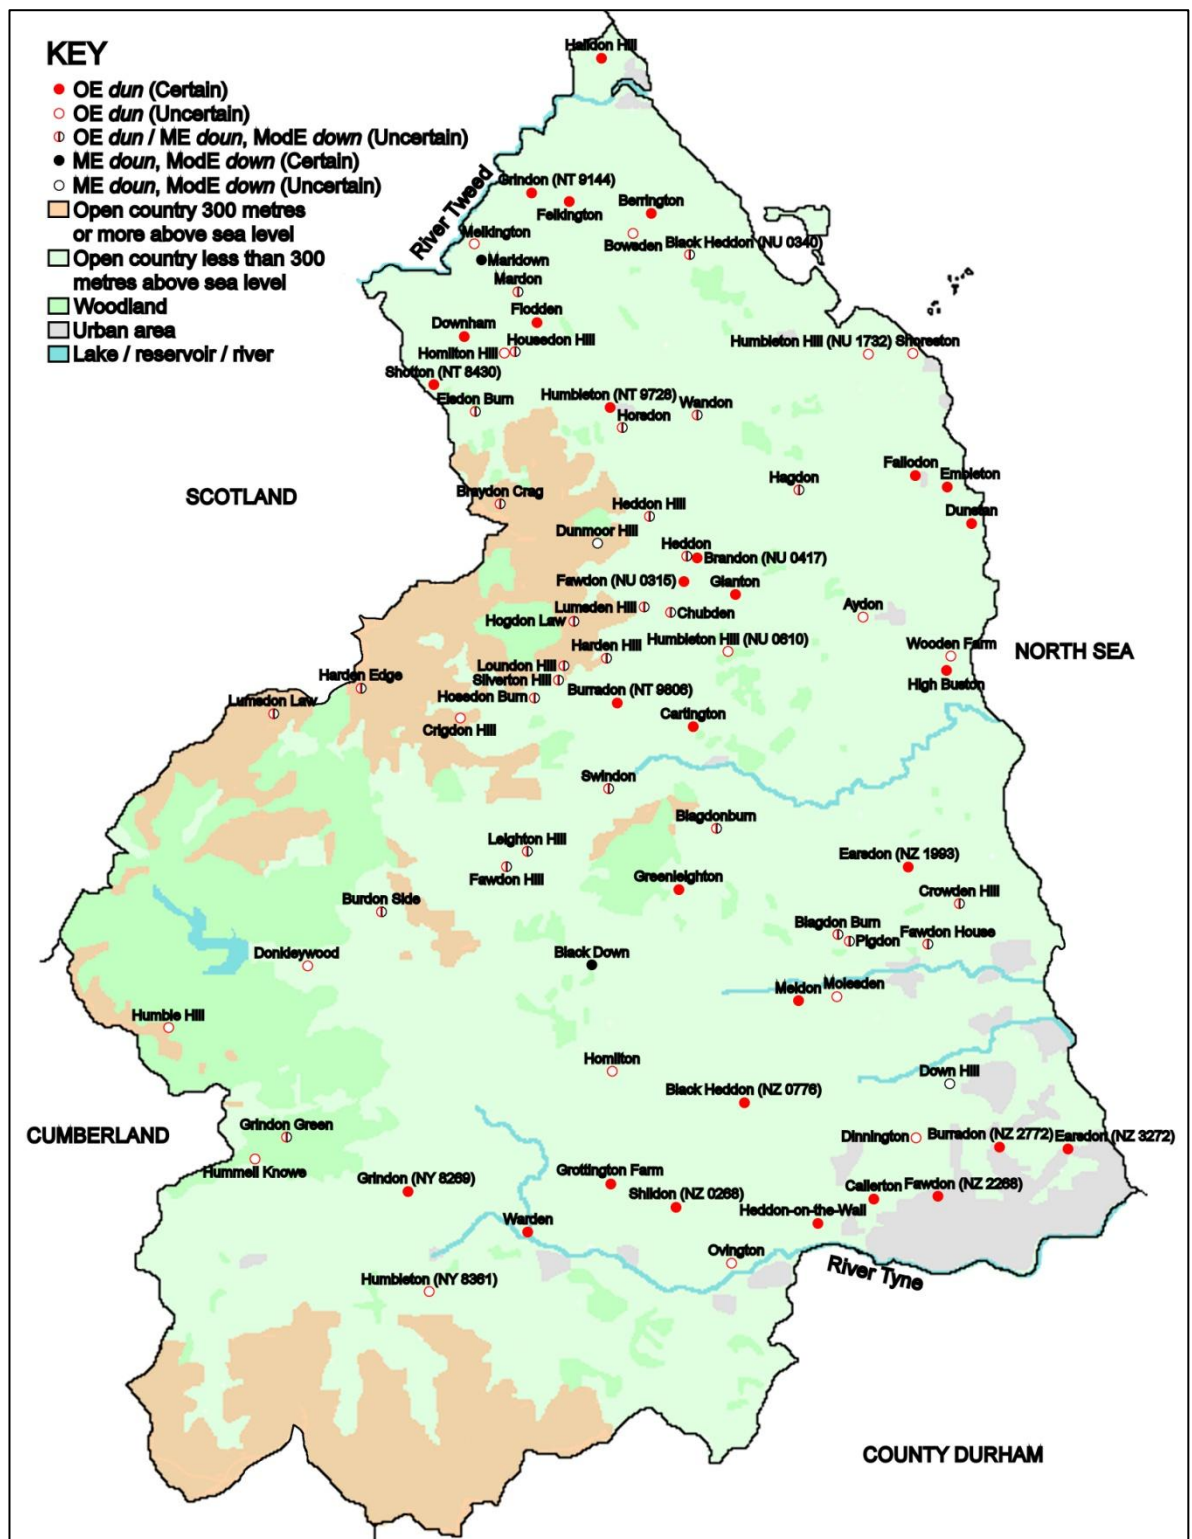 KEY
OE dun (Certain)
OE dun (Uncertain)
OE dun / ME doun, ModE down (Uncertain)
ME doun, ModE down (Certain)
ME doun, ModE down (Uncertain)
Open country 300 metres
or more above sea level
Open country less than 300
metres above sea level
Woodland
Urban area
Lake / reservoir / river
Halidon Hill
River Tweed
Grindon (NT 9144)
Felkington
Berrington
Melkington
Bowsden
Black Heddon (NU 0340)
Markdown
Mardon
Flodden
Downham
Housedon Hill
Homilton Hill
Humbleton Hill (NU 1732)
Shoreston
Shotton (NT 8430)
Elsdon Burn
Humbleton (NT 9728)
Wandon
Horsdon
SCOTLAND
Fallodon
Embleton
Hagdon
Braydon Crag
Heddon Hill
Dunstan
Dunmoor Hill
Heddon
Brandon (NU 0417)
Fawdon (NU 0315)
Glanton
Lumsden Hill
Chubden
Aydon
Hogdon Law
Harden Hill
Humbleton Hill (NU 0610)
Wooden Farm
NORTH SEA
Loundon Hill
Silverton Hill
High Buston
Harden Edge
Hosedon Burn
Burradon (NT 9806)
Lumsdon Law
Crigdon Hill
Cartington
Swindon
Blagdonburn
Leighton Hill
Fawdon Hill
Earsdon (NZ 1993)
Greenleighton
Crowden Hill
Burdon Side
Blagdon Burn
Pigdon
Fawdon House
Donkleywood
Black Down
Meldon
Molesden
Humble Hill
Homilton
Down Hill
Black Heddon (NZ 0776)
CUMBERLAND
Grindon Green
Dinnington
Burradon (NZ 2772)
Earsdon (NZ 3272)
Hummell Knowe
Grindon (NY 8269)
Grottington Farm
Shildon (NZ 0268)
Callerton
Fawdon (NZ 2268)
Heddon-on-the-Wall
Warden
Ovington
River Tyne
Humbleton (NY 8361)
COUNTY DURHAM